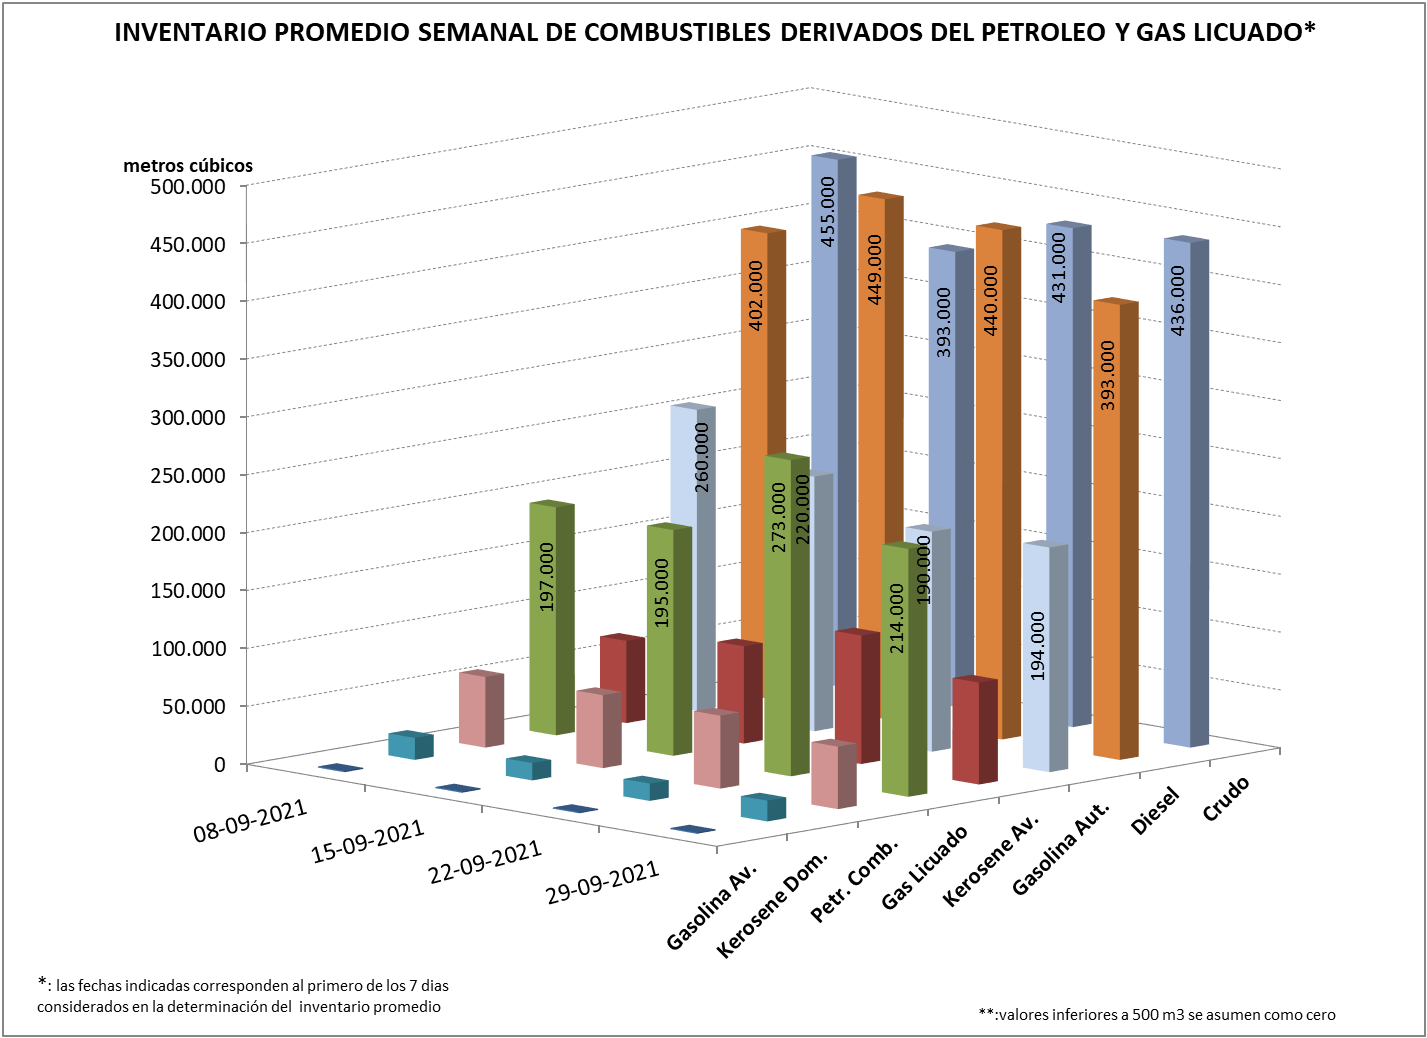 INVENTARIO PROMEDIO SEMANAL DE COMBUSTIBLES DERIVADOS DEL PETROLEO Y GAS LICUADO*
metros cúbicos
500.000
450.000
400.000
350.000
300.000
250.000
200.000
150.000
100.000
50.000
0
455.000
402.000
449.000
393.000
440.000
431.000
436.000
393.000
260.000
273.000
220.000
197.000
195.000
190.000
214.000
194.000
08-09-2021
15-09-2021
22-09-2021
29-09-2021
Gasolina Av.
Kerosene Dom.
Petr. Comb.
Gas Licuado
Kerosene Av.
Gasolina Aut.
Diesel
Crudo
*: las fechas indicadas corresponden al primero de los 7 dias
considerados en la determinación del inventario promedio
**:valores inferiores a 500 m3 se asumen como cero